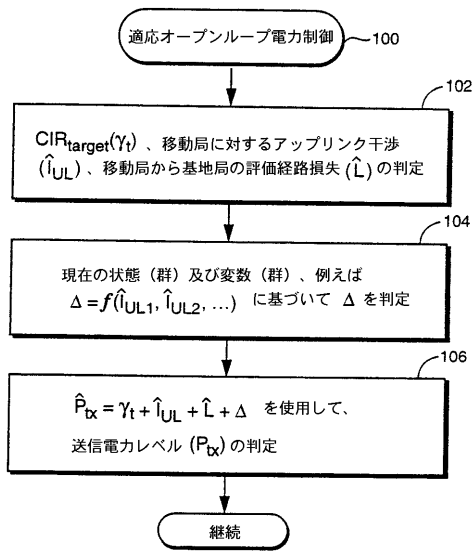 適応オープンループ電力制御
100
102
CIRtarget(γt)、移動局に対するアップリンク干渉
(ÎUL)、移動局から基地局の評価経路損失(L̂)の判定
104
現在の状態(群)及び変数(群)、例えば
Δ=f(ÎUL1, ÎUL2, ...) に基づいて Δ を判定
106
P̂tx = γt + ÎUL + L̂ + Δ を使用して、
送信電力レベル(Ptx)の判定
継続